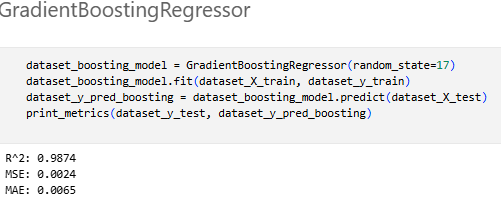 GradientBoostingRegressor
dataset_boosting_model = GradientBoostingRegressor(random_state=17)
dataset_boosting_model.fit(dataset_X_train, dataset_y_train)
dataset_y_pred_boosting = dataset_boosting_model.predict(dataset_X_test)
print_metrics(dataset_y_test, dataset_y_pred_boosting)
R^2: 0.9874
MSE: 0.0024
MAE: 0.0065